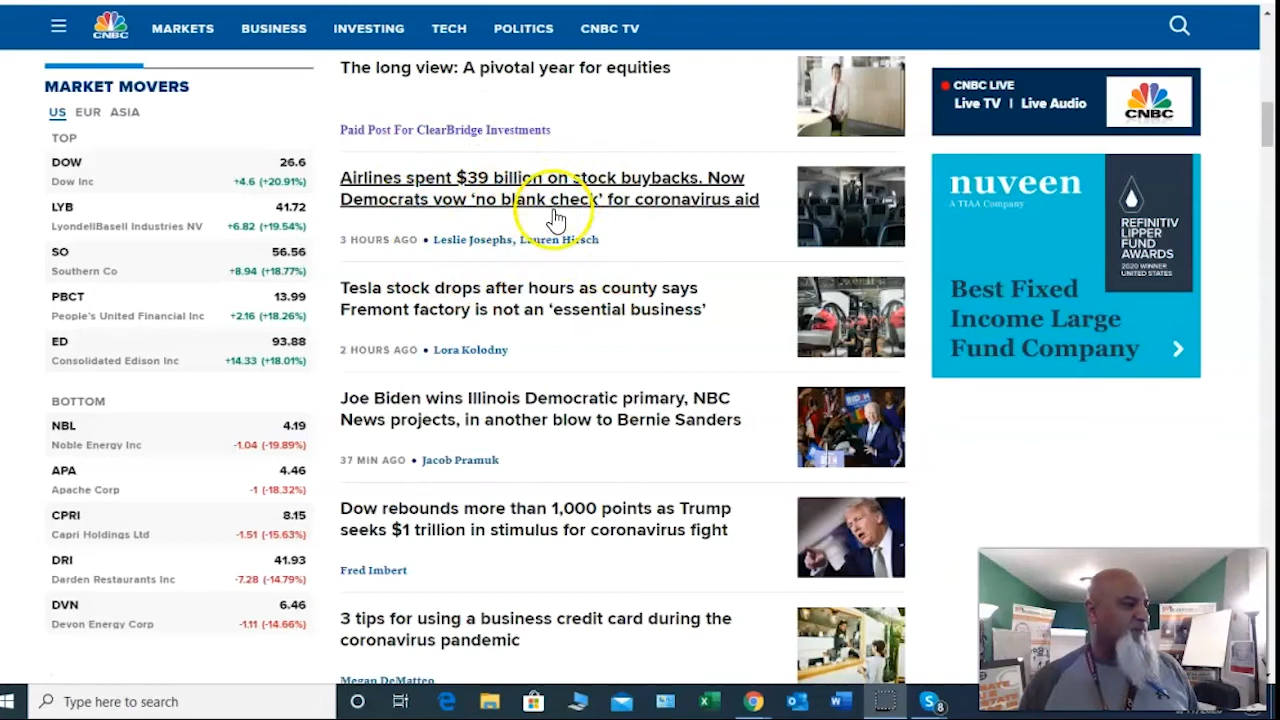 CNBC
MARKETS
BUSINESS
INVESTING
TECH
POLITICS
CNBC TV
MARKET MOVERS
US EUR ASIA
TOP
DOW 26.6
Dow Inc +4.6 (+20.91%)
LYB 41.72
LyondellBasell Industries NV +6.82 (+19.54%)
SO 56.56
Southern Co +8.94 (+18.77%)
PBCT 13.99
People's United Financial Inc +2.16 (+18.26%)
ED 93.88
Consolidated Edison Inc +14.33 (+18.01%)
BOTTOM
NBL 4.19
Noble Energy Inc -1.04 (-19.89%)
APA 4.46
Apache Corp -1 (-18.32%)
CPRI 8.15
Capri Holdings Ltd -1.51 (-15.63%)
DRI 41.93
Darden Restaurants Inc -7.28 (-14.79%)
DVN 6.46
Devon Energy Corp -1.11 (-14.66%)
The long view: A pivotal year for equities
Paid Post For ClearBridge Investments
Airlines spent $39 billion on stock buybacks. Now
Democrats vow ‘no blank check’ for coronavirus aid
3 HOURS AGO • Leslie Josephs, Lauren Hirsch
Tesla stock drops after hours as county says
Fremont factory is not an ‘essential business’
2 HOURS AGO • Lora Kolodny
Joe Biden wins Illinois Democratic primary, NBC
News projects, in another blow to Bernie Sanders
37 MIN AGO • Jacob Pramuk
Dow rebounds more than 1,000 points as Trump
seeks $1 trillion in stimulus for coronavirus fight
Fred Imbert
3 tips for using a business credit card during the
coronavirus pandemic
Megan DeMatteo
CNBC LIVE
Live TV | Live Audio
CNBC
nuveen
A TIAA Company
REFINITIV
LIPPER
FUND
AWARDS
2020 WINNER
UNITED STATES
Best Fixed
Income Large
Fund Company
Type here to search
8